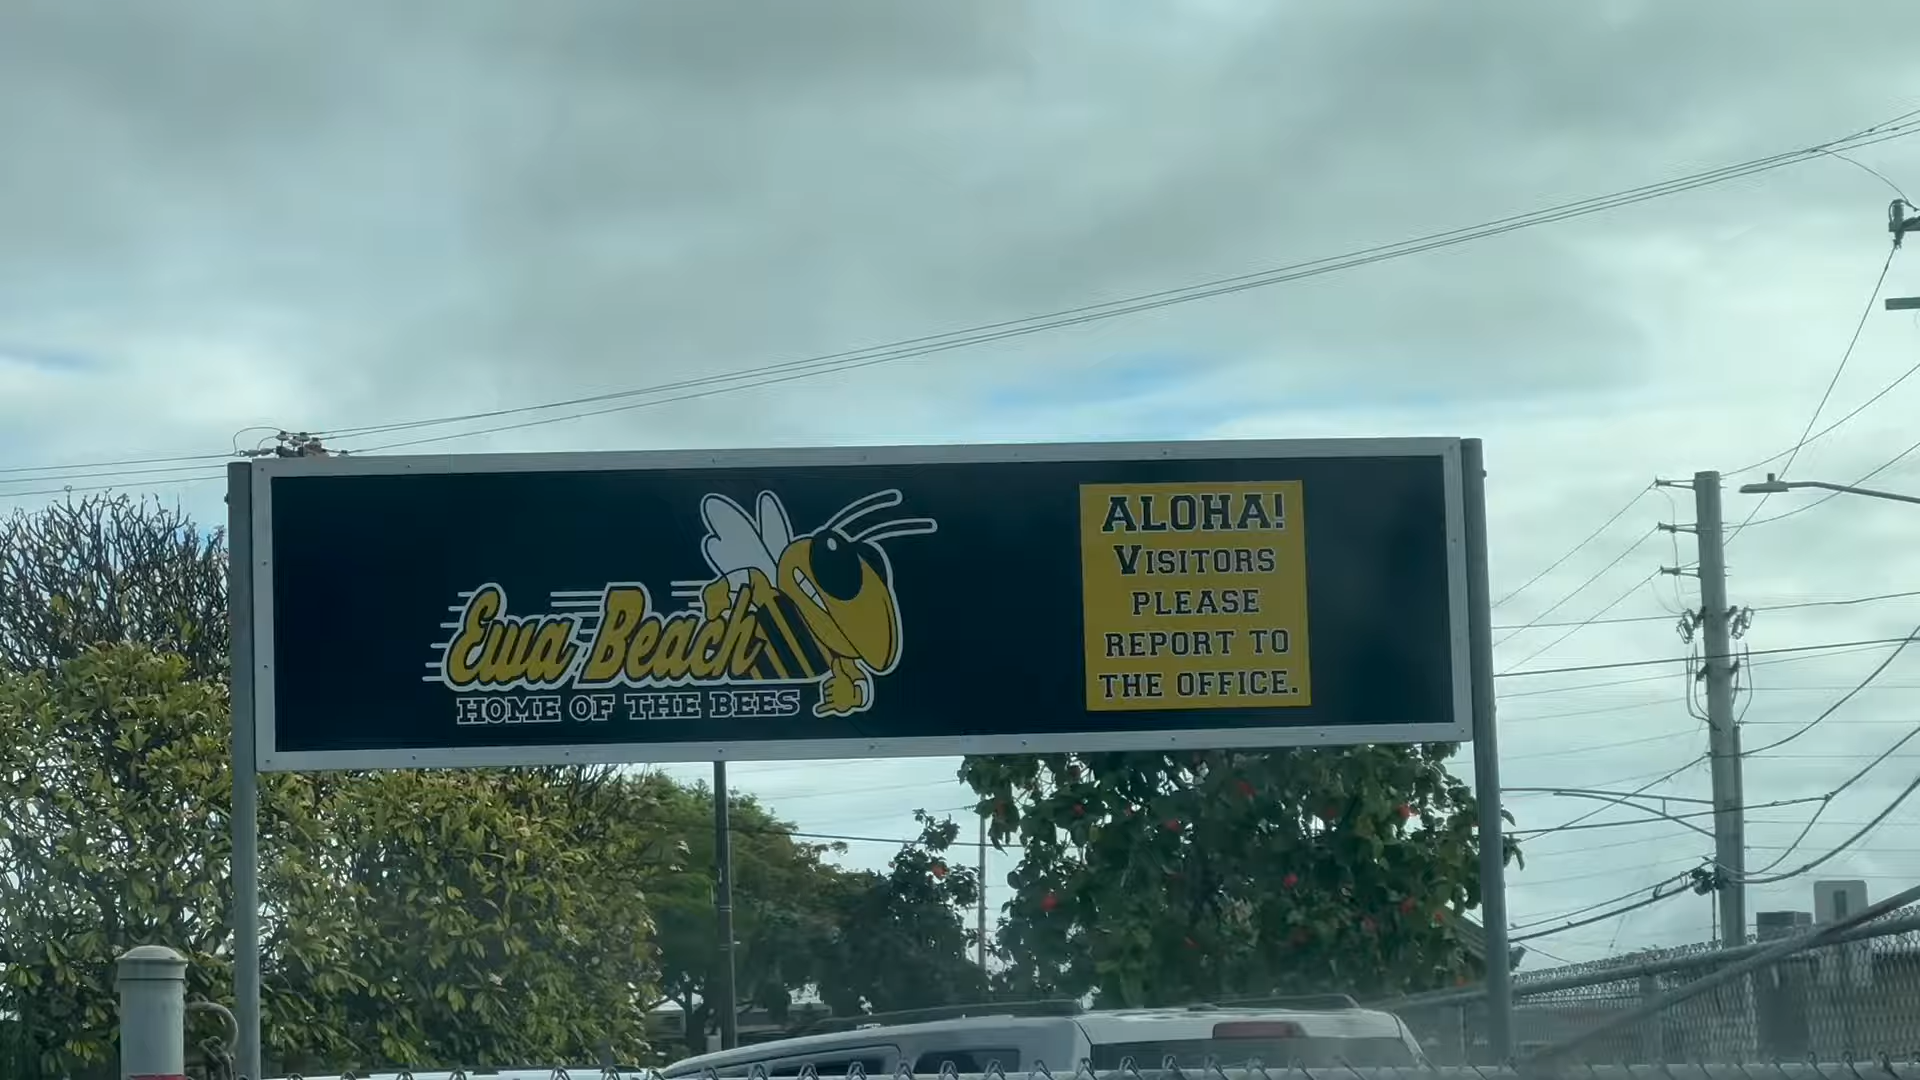 Ewa Beach
HOME OF THE BEES
ALOHA!
VISITORS
PLEASE
REPORT TO
THE OFFICE.